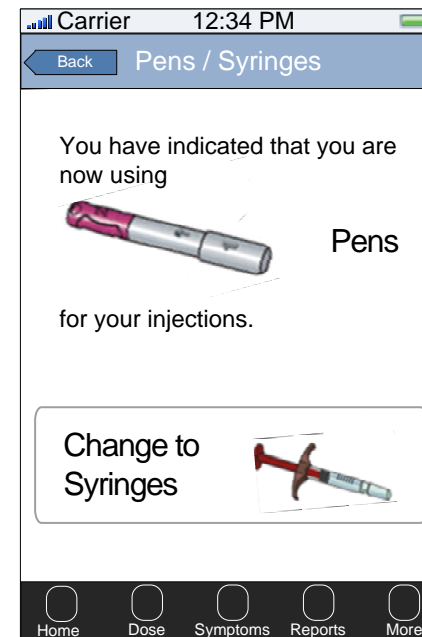 Carrier 12:34 PM
Back Pens / Syringes
You have indicated that you are
now using
Pens
for your injections.
Change to
Syringes
Home Dose Symptoms Reports More